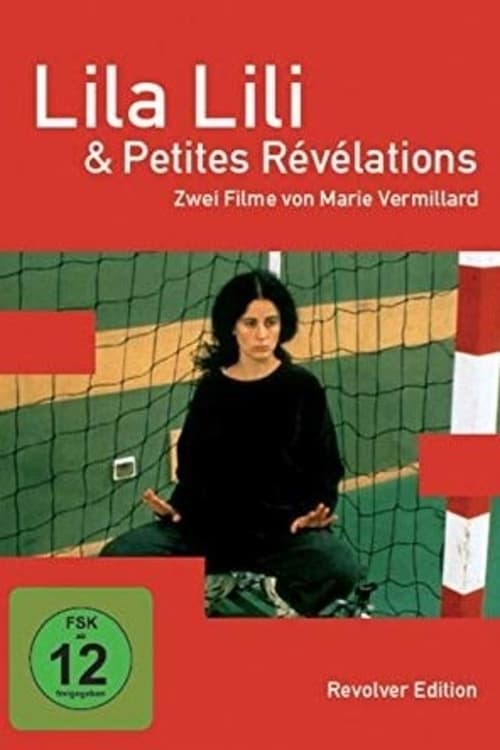 Lila Lili
& Petites Révélations
Zwei Filme von Marie Vermillard
FSK
ab
12
freigegeben
Revolver Edition